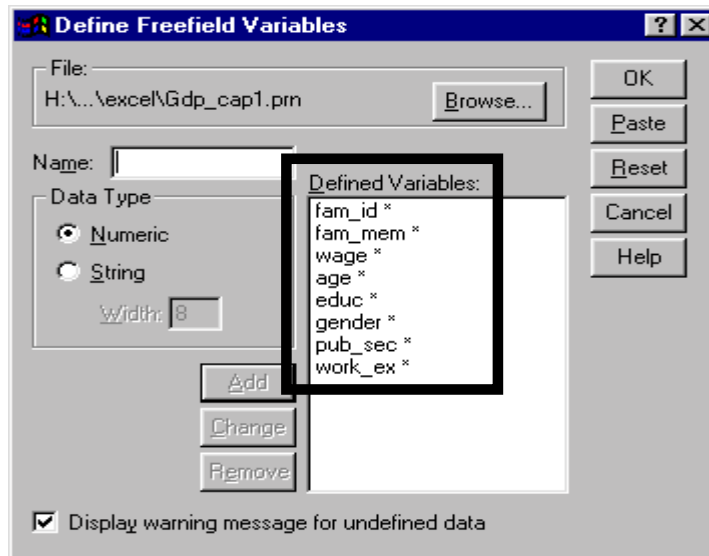 Define Freefield Variables
File:
H:\...\excel\Gdp_cap1.prn
Browse...
OK
Paste
Reset
Cancel
Help
Name:
Data Type
Numeric
String
Width: 8
Defined Variables:
fam_id *
fam_mem *
wage *
age *
educ *
gender *
pub_sec *
work_ex *
Add
Change
Remove
Display warning message for undefined data